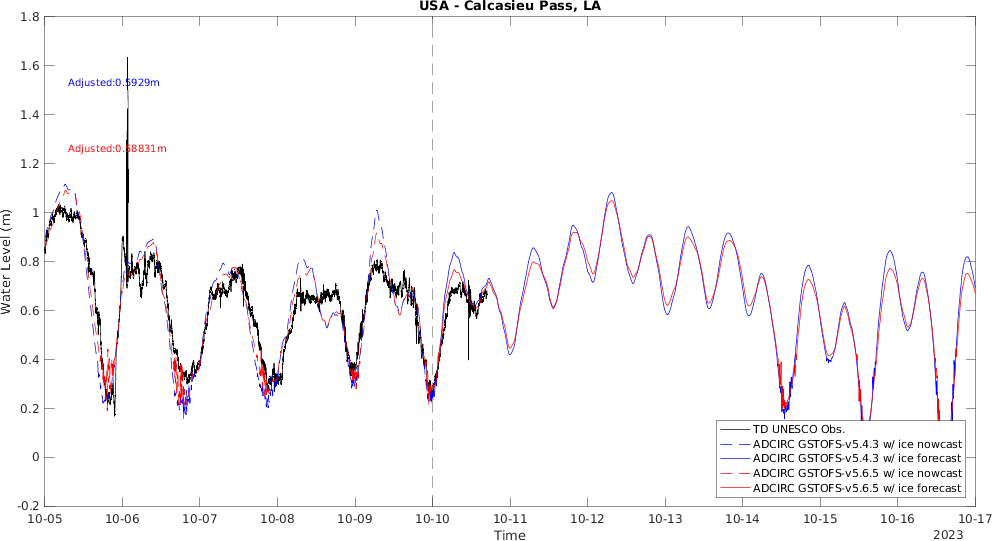 USA - Calcasieu Pass, LA
1.8
1.6
1.4
1.2
1
0.8
0.6
0.4
0.2
0
-0.2
Water Level (m)
Adjusted:0.5929m
Adjusted:0.58831m
TD UNESCO Obs.
ADCIRC GSTOFS-v5.4.3 w/ ice nowcast
ADCIRC GSTOFS-v5.4.3 w/ ice forecast
ADCIRC GSTOFS-v5.6.5 w/ ice nowcast
ADCIRC GSTOFS-v5.6.5 w/ ice forecast
10-05 10-06 10-07 10-08 10-09 10-10 10-11 10-12 10-13 10-14 10-15 10-16 10-17
Time
2023